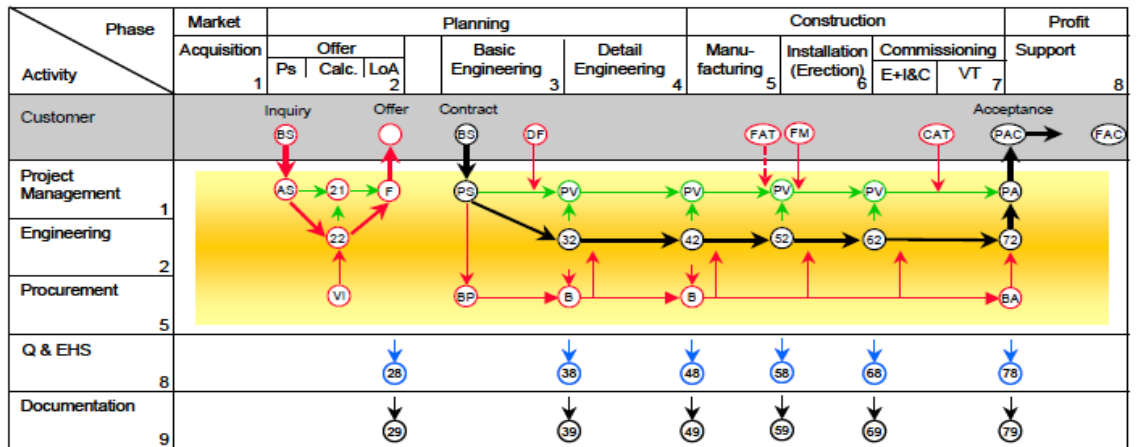 Phase
Market
Planning
Construction
Profit
Activity
Acquisition
1
Offer
Ps Calc. LoA
2
Basic
Engineering
3
Detail
Engineering
4
Manu-
facturing
5
Installation
(Erection)
6
Commissioning
E+I&C VT
7
Support
8
Customer
Inquiry Offer Contract Acceptance
BS BS DF FAT FM CAT PAC FAC
Project
Management
1
AS 21 F PS PV PV PV PV PA
Engineering
2
22 32 42 52 62 72
Procurement
5
VI BP B B BA
Q & EHS
8
28 38 48 58 68 78
Documentation
9
29 39 49 59 69 79